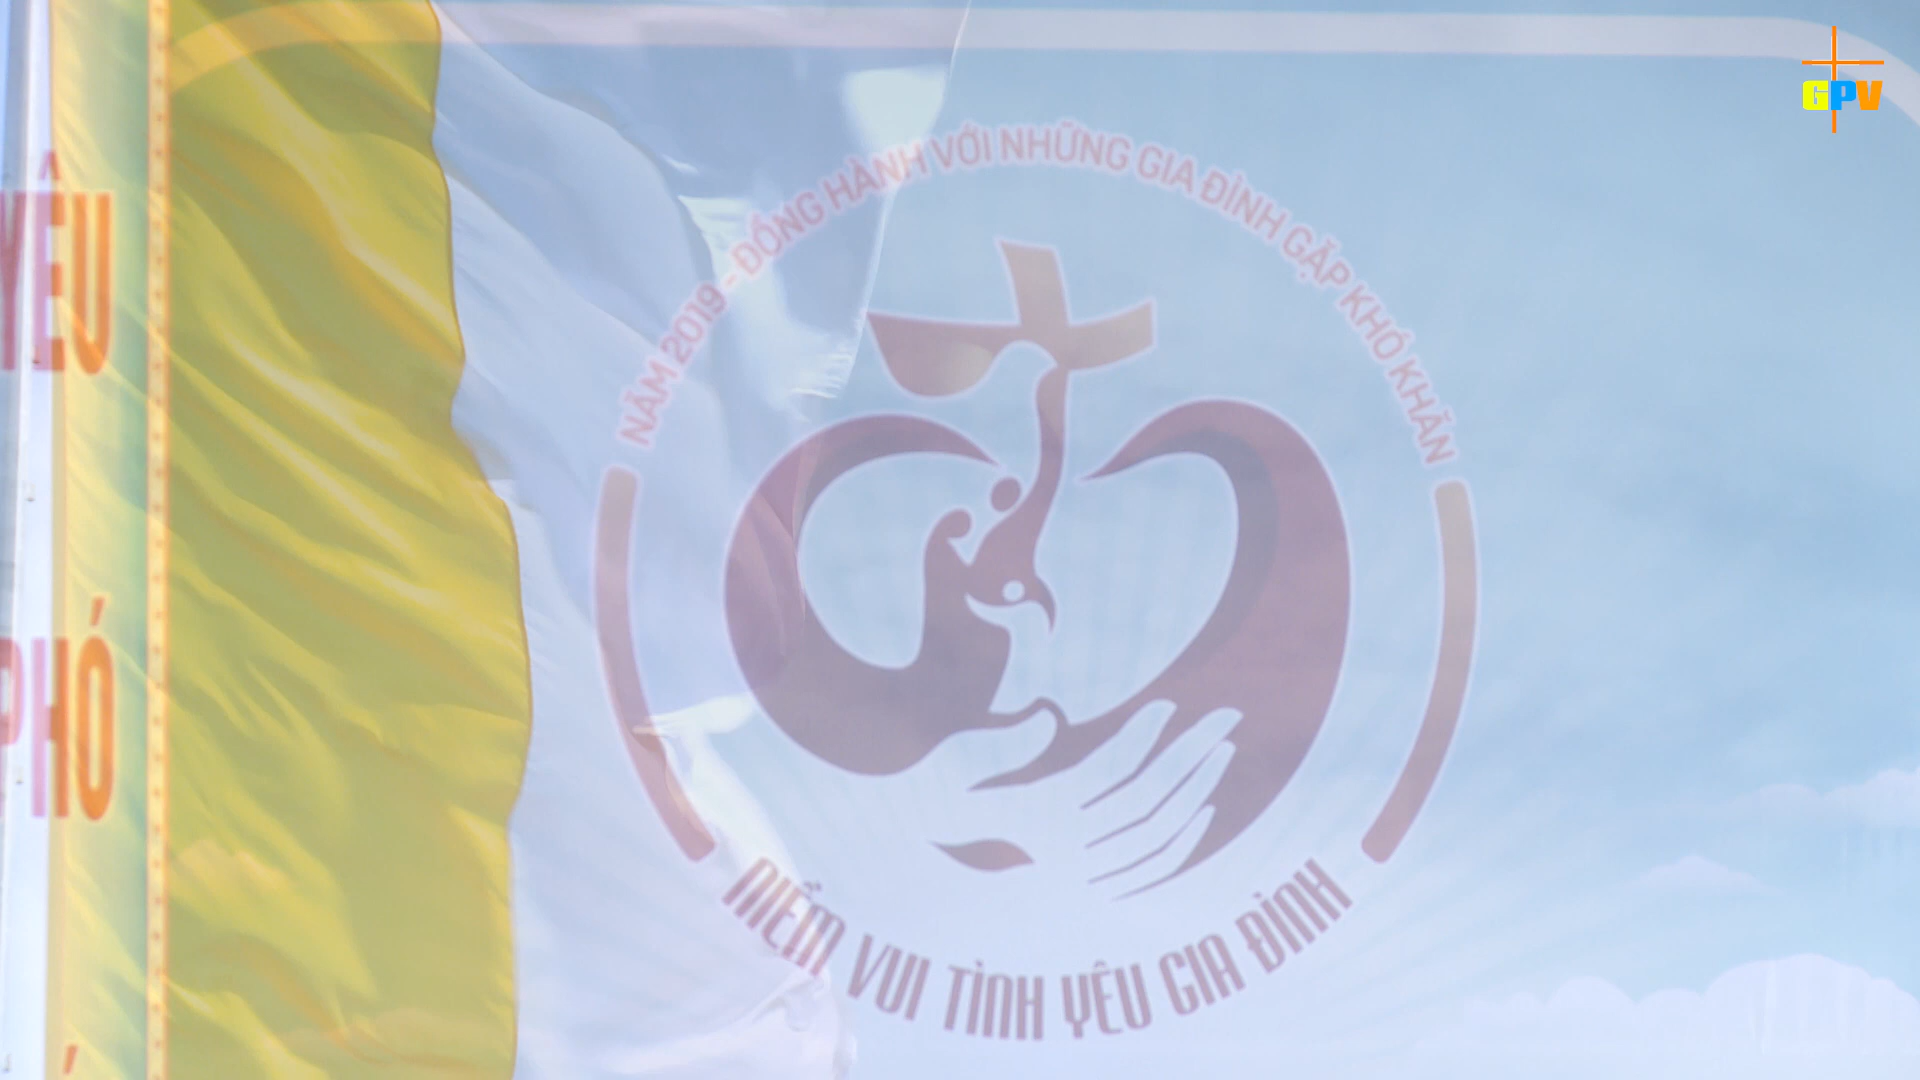 GPV
NĂM 2019 - ĐỒNG HÀNH VỚI NHỮNG GIA ĐÌNH GẶP KHÓ KHĂN
YÊU
PHÓ
NIỀM VUI TÌNH YÊU GIA ĐÌNH